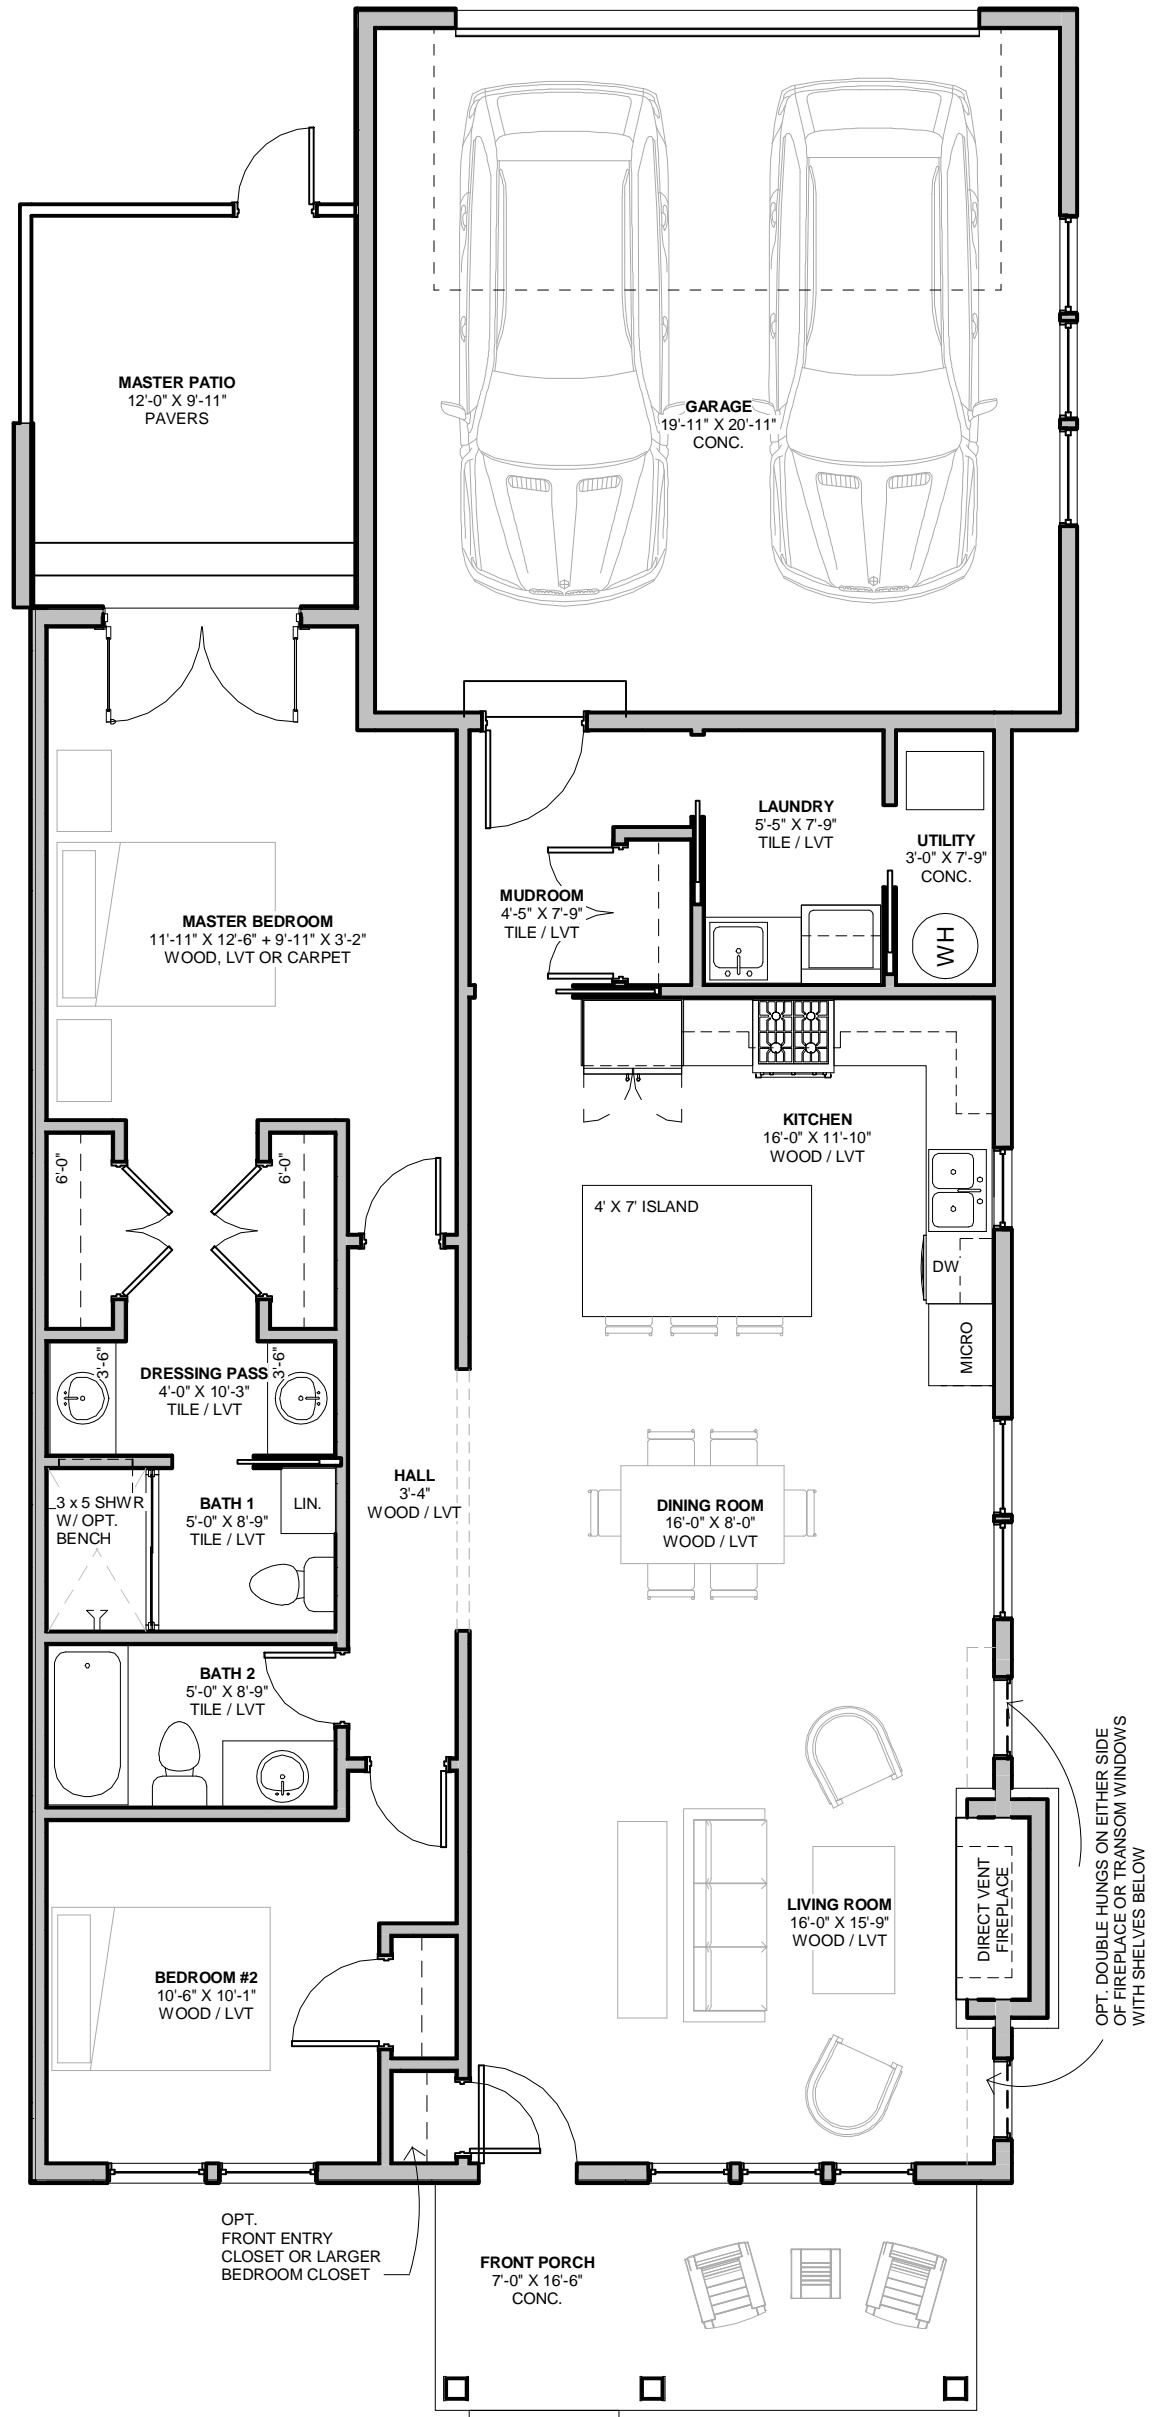 MASTER PATIO
12'-0" X 9'-11"
PAVERS
GARAGE
19'-11" X 20'-11"
CONC.
LAUNDRY
5'-5" X 7'-9"
TILE / LVT
UTILITY
3'-0" X 7'-9"
CONC.
MUDROOM
4'-5" X 7'-9"
TILE / LVT
WH
MASTER BEDROOM
11'-11" X 12'-6" + 9'-11" X 3'-2"
WOOD, LVT OR CARPET
KITCHEN
16'-0" X 11'-10"
WOOD / LVT
6'-0"
6'-0"
4' X 7' ISLAND
DW
MICRO
3'-6"
3'-6"
DRESSING PASS
4'-0" X 10'-3"
TILE / LVT
HALL
3'-4"
WOOD / LVT
3 x 5 SHWR
W/ OPT.
BENCH
BATH 1
5'-0" X 8'-9"
TILE / LVT
LIN.
DINING ROOM
16'-0" X 8'-0"
WOOD / LVT
BATH 2
5'-0" X 8'-9"
TILE / LVT
OPT. DOUBLE HUNGS ON EITHER SIDE
OF FIREPLACE OR TRANSOM WINDOWS
WITH SHELVES BELOW
LIVING ROOM
16'-0" X 15'-9"
WOOD / LVT
DIRECT VENT
FIREPLACE
BEDROOM #2
10'-6" X 10'-1"
WOOD / LVT
OPT.
FRONT ENTRY
CLOSET OR LARGER
BEDROOM CLOSET
FRONT PORCH
7'-0" X 16'-6"
CONC.